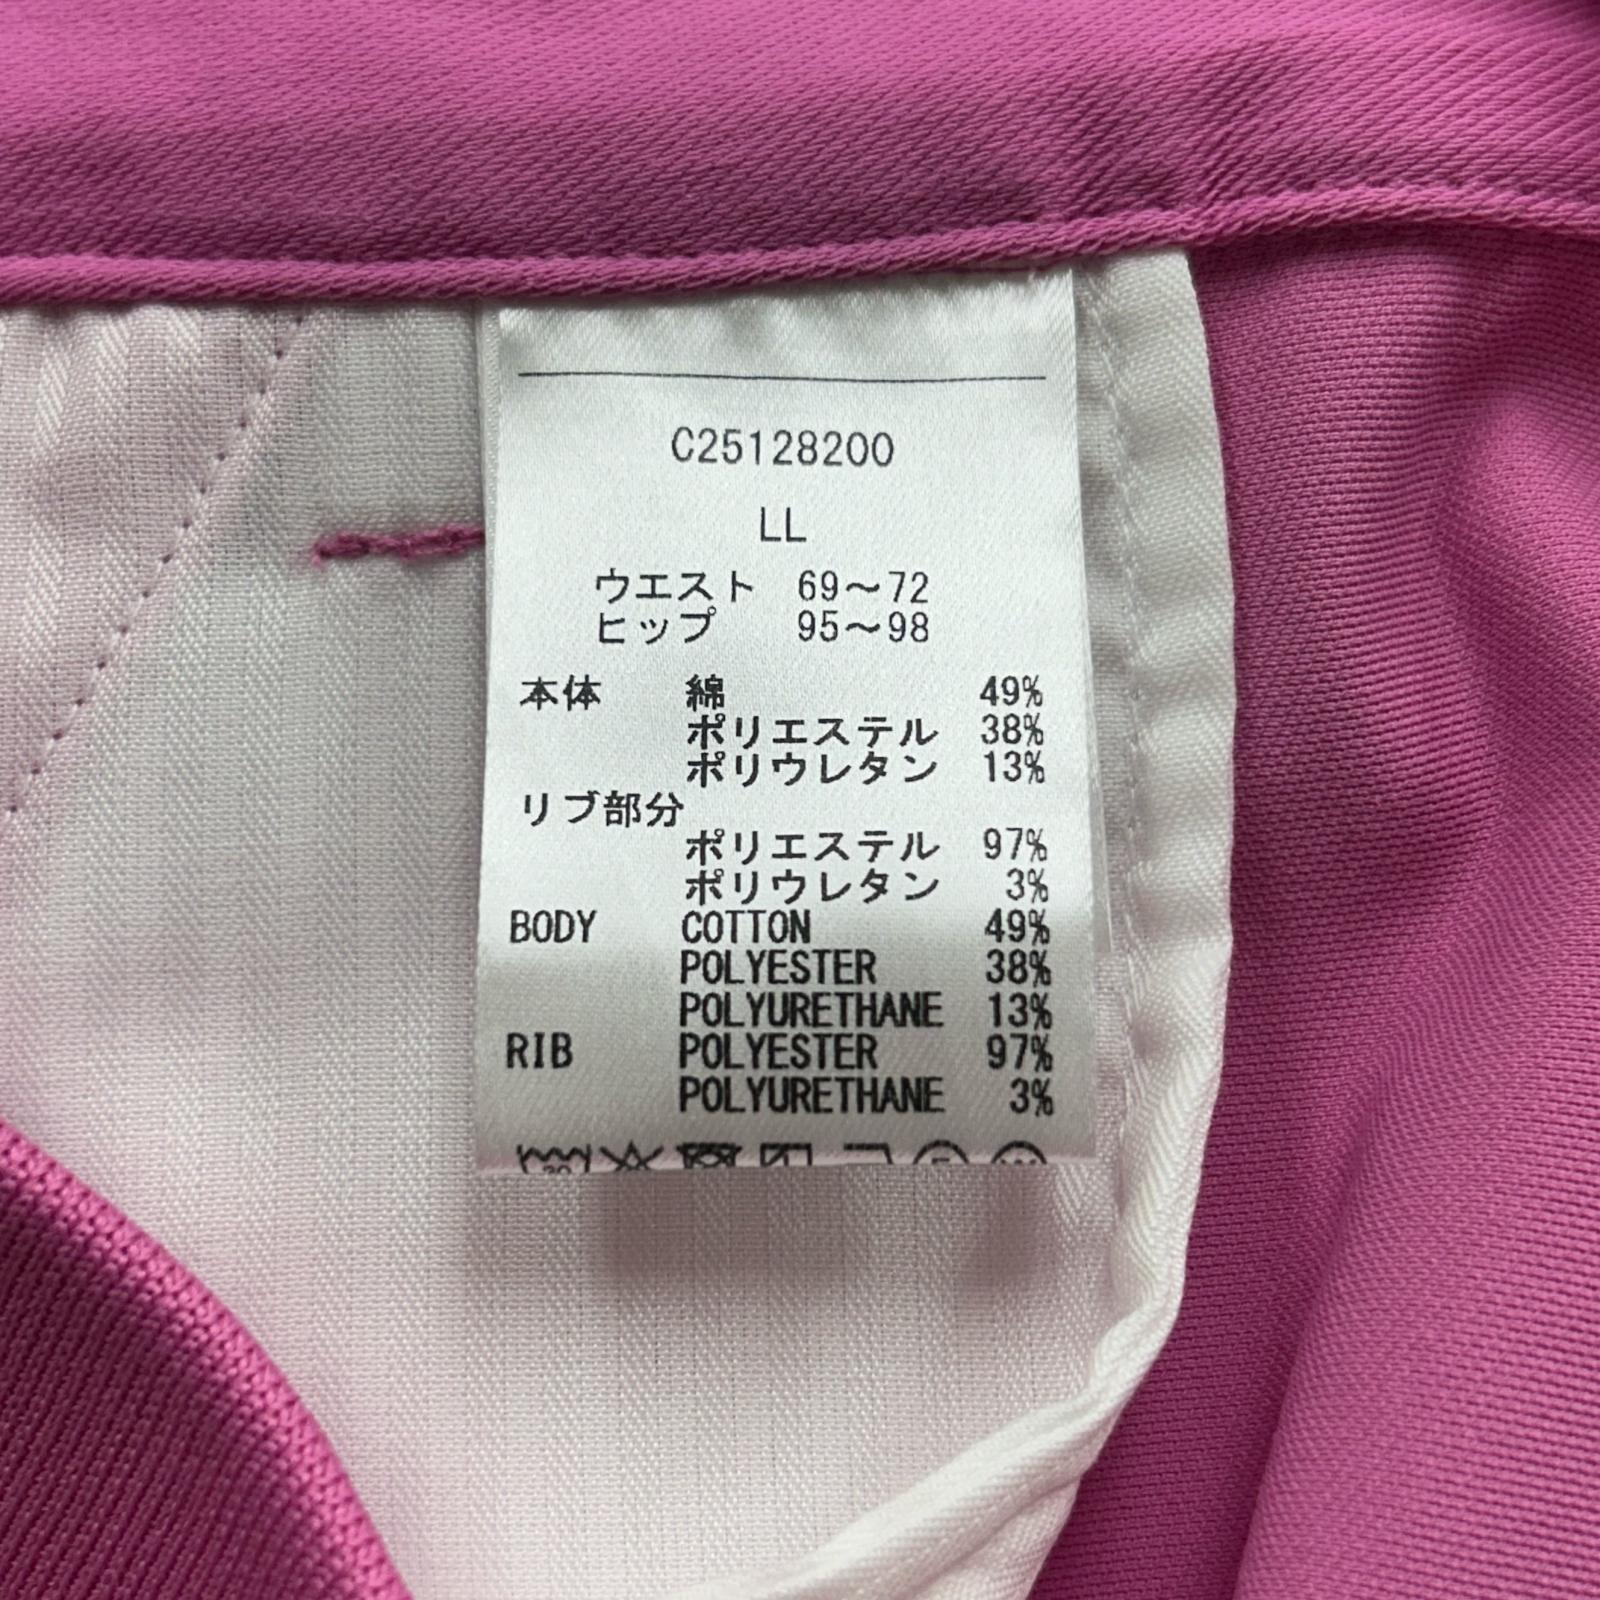 C25128200
LL
ウエスト 69～72
ヒップ 95～98
本体 綿 49%
ポリエステル 38%
ポリウレタン 13%
リブ部分
ポリエステル 97%
ポリウレタン 3%
BODY COTTON 49%
POLYESTER 38%
POLYURETHANE 13%
RIB POLYESTER 97%
POLYURETHANE 3%